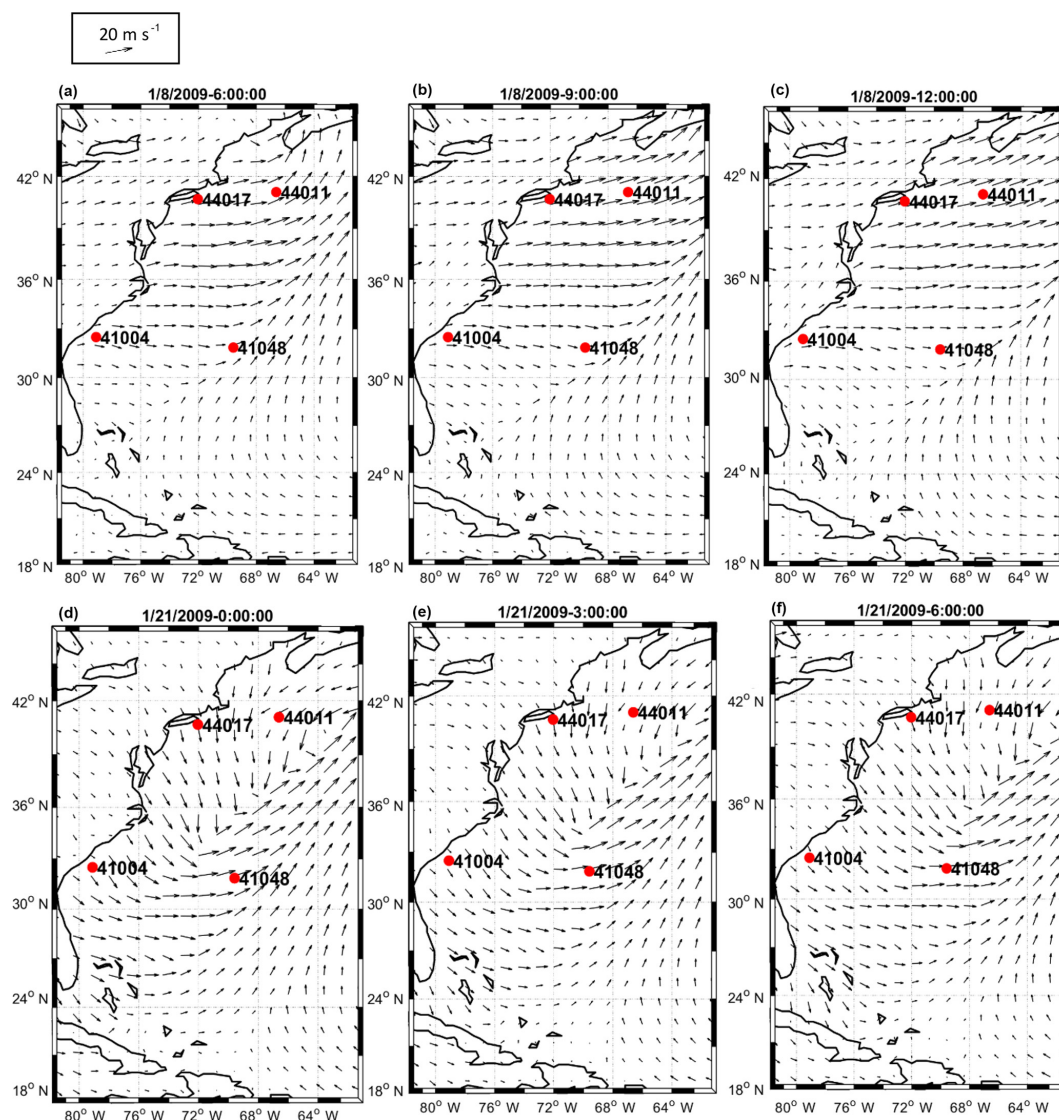 20 m s⁻¹
(a)
1/8/2009-6:00:00
(b)
1/8/2009-9:00:00
(c)
1/8/2009-12:00:00
42° N
36° N
30° N
24° N
18° N
44017
44011
41004
41048
80° W
76° W
72° W
68° W
64° W
42° N
36° N
30° N
24° N
18° N
44017
44011
41004
41048
80° W
76° W
72° W
68° W
64° W
42° N
36° N
30° N
24° N
18° N
44017
44011
41004
41048
80° W
76° W
72° W
68° W
64° W
(d)
1/21/2009-0:00:00
(e)
1/21/2009-3:00:00
(f)
1/21/2009-6:00:00
42° N
36° N
30° N
24° N
18° N
44017
44011
41004
41048
80° W
76° W
72° W
68° W
64° W
42° N
36° N
30° N
24° N
18° N
44017
44011
41004
41048
80° W
76° W
72° W
68° W
64° W
42° N
36° N
30° N
24° N
18° N
44017
44011
41004
41048
80° W
76° W
72° W
68° W
64° W